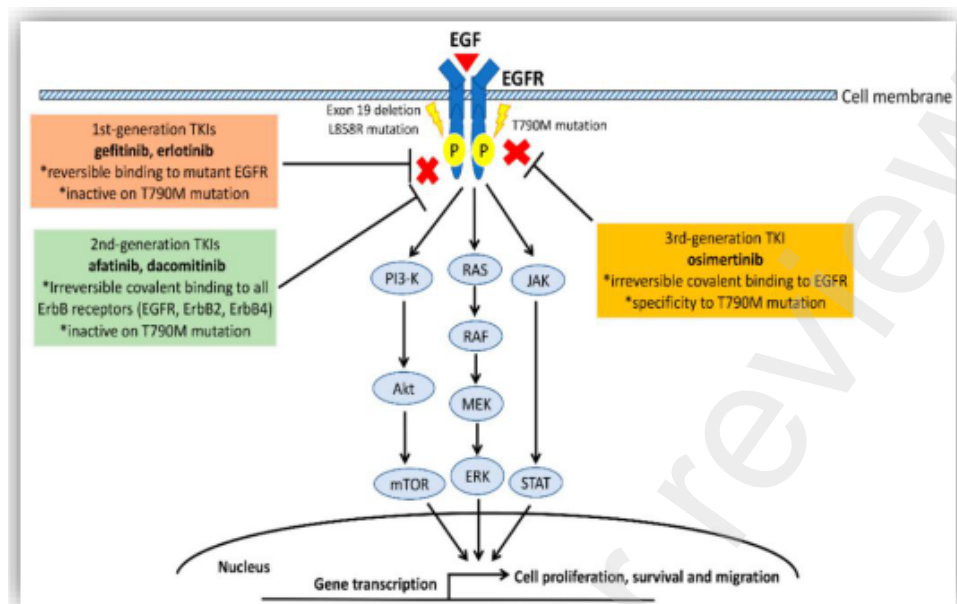 EGF
EGFR
Cell membrane
Exon 19 deletion
L858R mutation
T790M mutation
P
P
1st-generation TKIs
gefitinib, erlotinib
*reversible binding to mutant EGFR
*inactive on T790M mutation
2nd-generation TKIs
afatinib, dacomitinib
*Irreversible covalent binding to all
ErbB receptors (EGFR, ErbB2, ErbB4)
*inactive on T790M mutation
3rd-generation TKI
osimertinib
*irreversible covalent binding to EGFR
*specificity to T790M mutation
PI3-K
RAS
JAK
RAF
Akt
MEK
mTOR
ERK
STAT
Nucleus
Gene transcription
Cell proliferation, survival and migration
r review